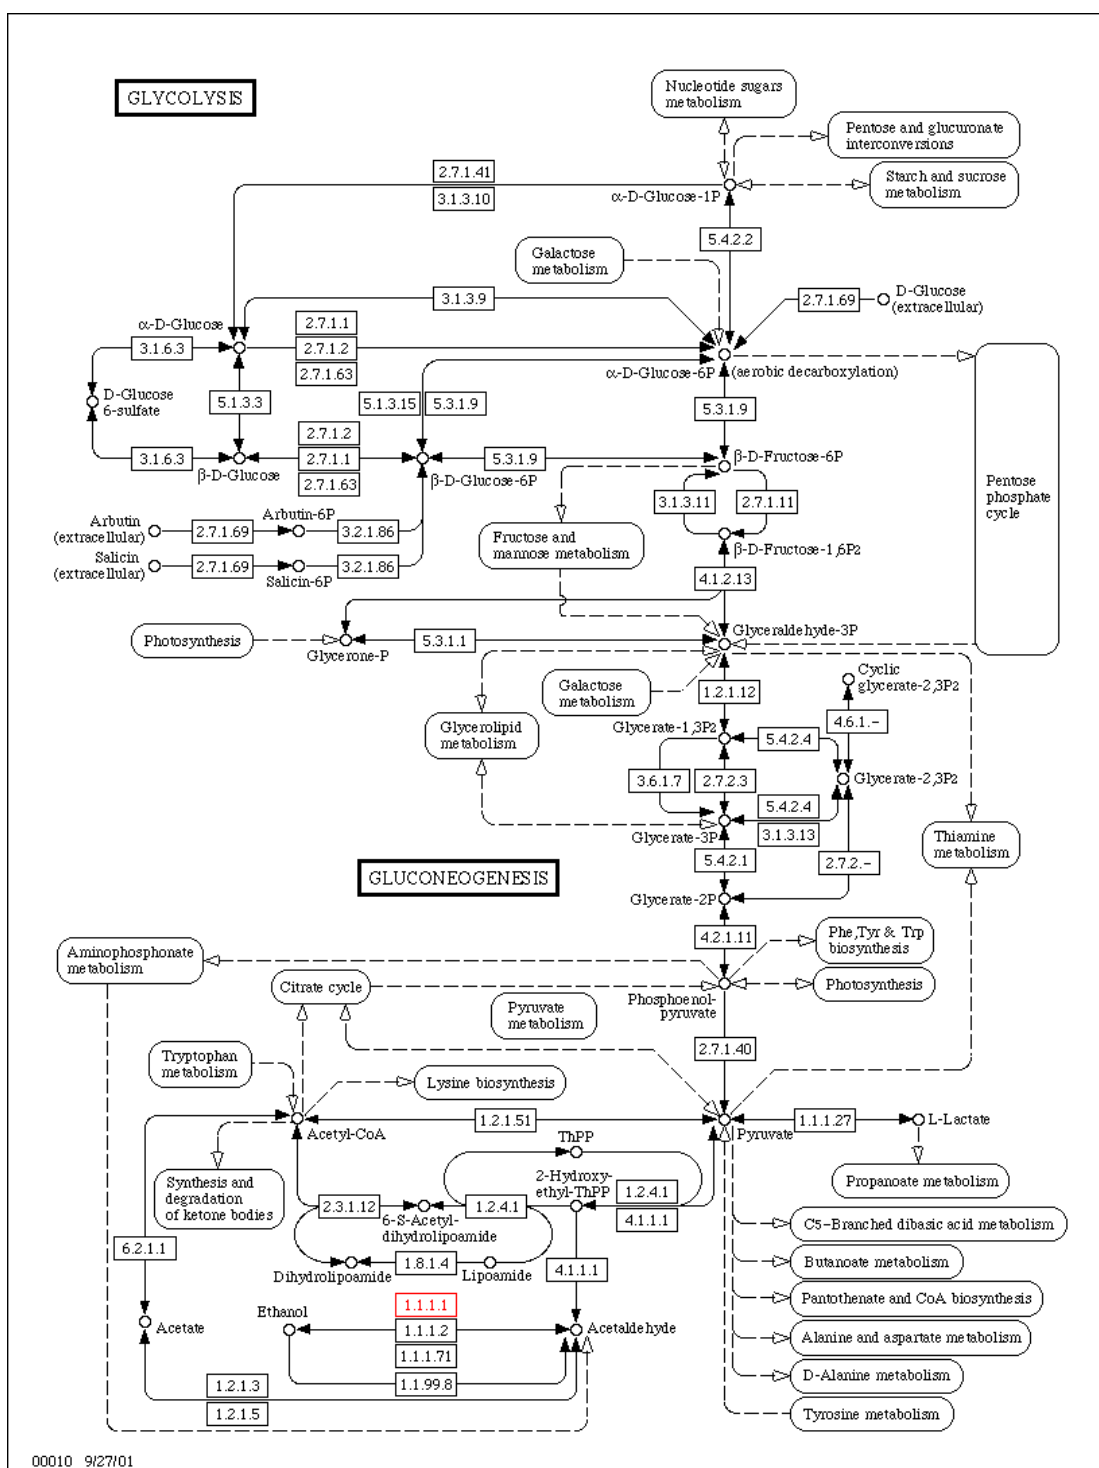 GLYCOLYSIS
Nucleotide sugars
metabolism
Pentose and glucuronate
interconversions
Starch and sucrose
metabolism
2.7.1.41
3.1.3.10
α-D-Glucose-1P
5.4.2.2
Galactose
metabolism
3.1.3.9
2.7.1.69
D-Glucose
(extracellular)
α-D-Glucose
2.7.1.1
3.1.6.3
2.7.1.2
2.7.1.63
α-D-Glucose-6P
(aerobic decarboxylation)
D-Glucose
6-sulfate
5.1.3.3
5.1.3.15
5.3.1.9
5.3.1.9
3.1.6.3
β-D-Glucose
2.7.1.2
2.7.1.1
2.7.1.63
β-D-Glucose-6P
5.3.1.9
β-D-Fructose-6P
Pentose
phosphate
cycle
3.1.3.11
2.7.1.11
Arbutin
(extracellular)
2.7.1.69
Arbutin-6P
3.2.1.86
Fructose and
mannose metabolism
β-D-Fructose-1,6P2
Salicin
(extracellular)
2.7.1.69
Salicin-6P
3.2.1.86
4.1.2.13
Photosynthesis
Glycerone-P
5.3.1.1
Glyceraldehyde-3P
Galactose
metabolism
1.2.1.12
Cyclic
glycerate-2,3P2
Glycerolipid
metabolism
Glycerate-1,3P2
5.4.2.4
4.6.1.-
3.6.1.7
2.7.2.3
Glycerate-2,3P2
5.4.2.4
3.1.3.13
Glycerate-3P
Thiamine
metabolism
5.4.2.1
2.7.2.-
GLUCONEOGENESIS
Glycerate-2P
4.2.1.11
Aminophosphonate
metabolism
Phe,Tyr & Trp
biosynthesis
Citrate cycle
Phosphoenol-
pyruvate
Photosynthesis
Pyruvate
metabolism
2.7.1.40
Tryptophan
metabolism
Lysine biosynthesis
Acetyl-CoA
1.2.1.51
Pyruvate
1.1.1.27
L-Lactate
ThPP
Synthesis and
degradation
of ketone bodies
2-Hydroxy-
ethyl-ThPP
Propanoate metabolism
2.3.1.12
6-S-Acetyl-
dihydrolipoamide
1.2.4.1
1.2.4.1
4.1.1.1
C5-Branched dibasic acid metabolism
6.2.1.1
Dihydrolipoamide
1.8.1.4
Lipoamide
4.1.1.1
Butanoate metabolism
Pantothenate and CoA biosynthesis
Acetate
Ethanol
1.1.1.1
1.1.1.2
1.1.1.71
1.1.99.8
Acetaldehyde
Alanine and aspartate metabolism
D-Alanine metabolism
1.2.1.3
1.2.1.5
Tyrosine metabolism
00010 9/27/01